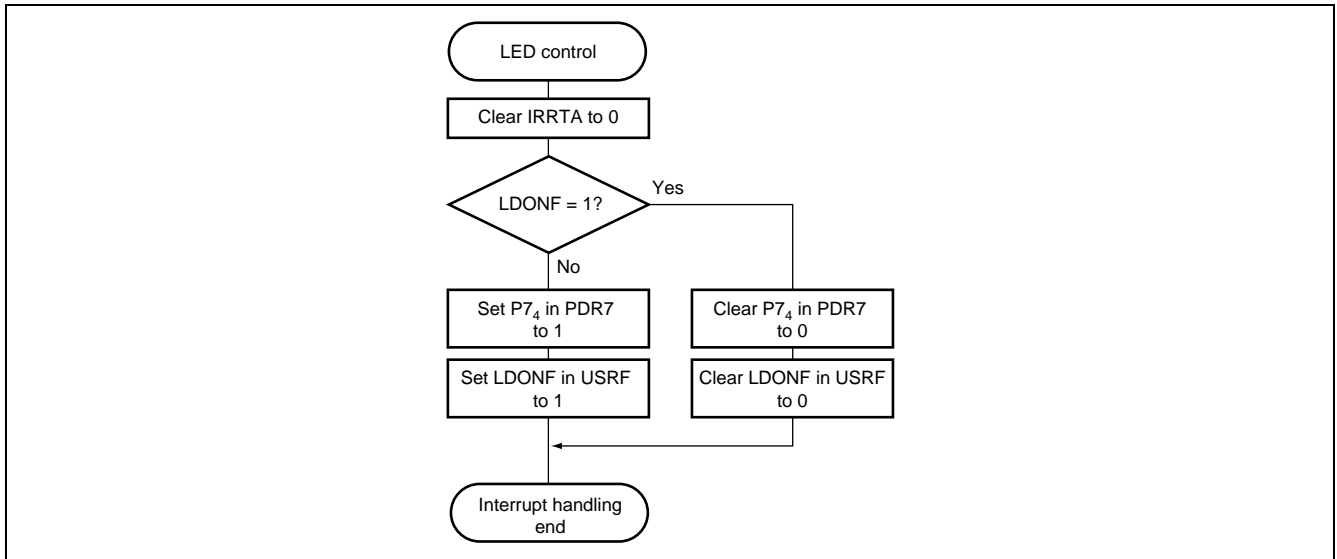 LED control
Clear IRRTA to 0
LDONF = 1?
Yes
No
Set P7₄ in PDR7
to 1
Set LDONF in USRF
to 1
Clear P7₄ in PDR7
to 0
Clear LDONF in USRF
to 0
Interrupt handling
end